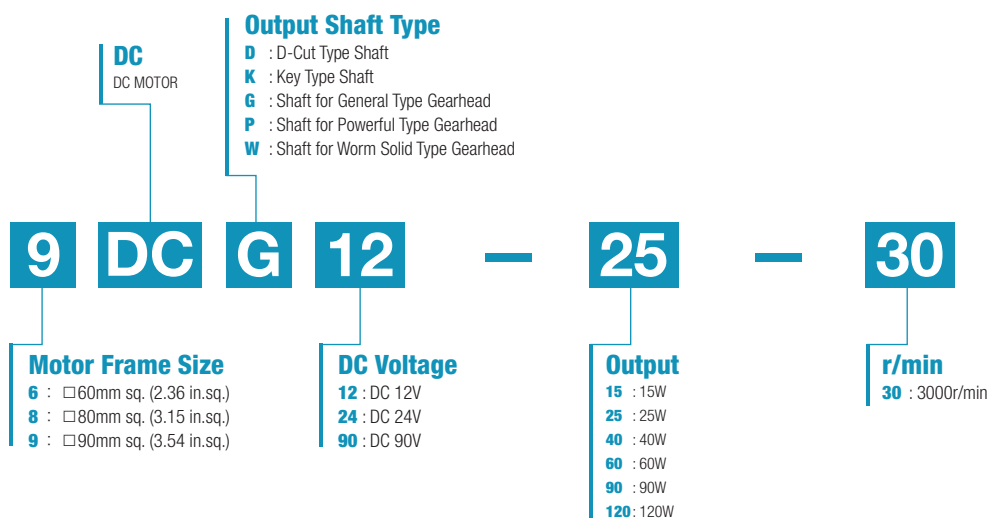 Output Shaft Type
D : D-Cut Type Shaft
K : Key Type Shaft
G : Shaft for General Type Gearhead
P : Shaft for Powerful Type Gearhead
W : Shaft for Worm Solid Type Gearhead
DC
DC MOTOR
9 DC G 12 — 25 — 30
Motor Frame Size
6 : □60mm sq. (2.36 in.sq.)
8 : □80mm sq. (3.15 in.sq.)
9 : □90mm sq. (3.54 in.sq.)
DC Voltage
12 : DC 12V
24 : DC 24V
90 : DC 90V
Output
15 : 15W
25 : 25W
40 : 40W
60 : 60W
90 : 90W
120 : 120W
r/min
30 : 3000r/min